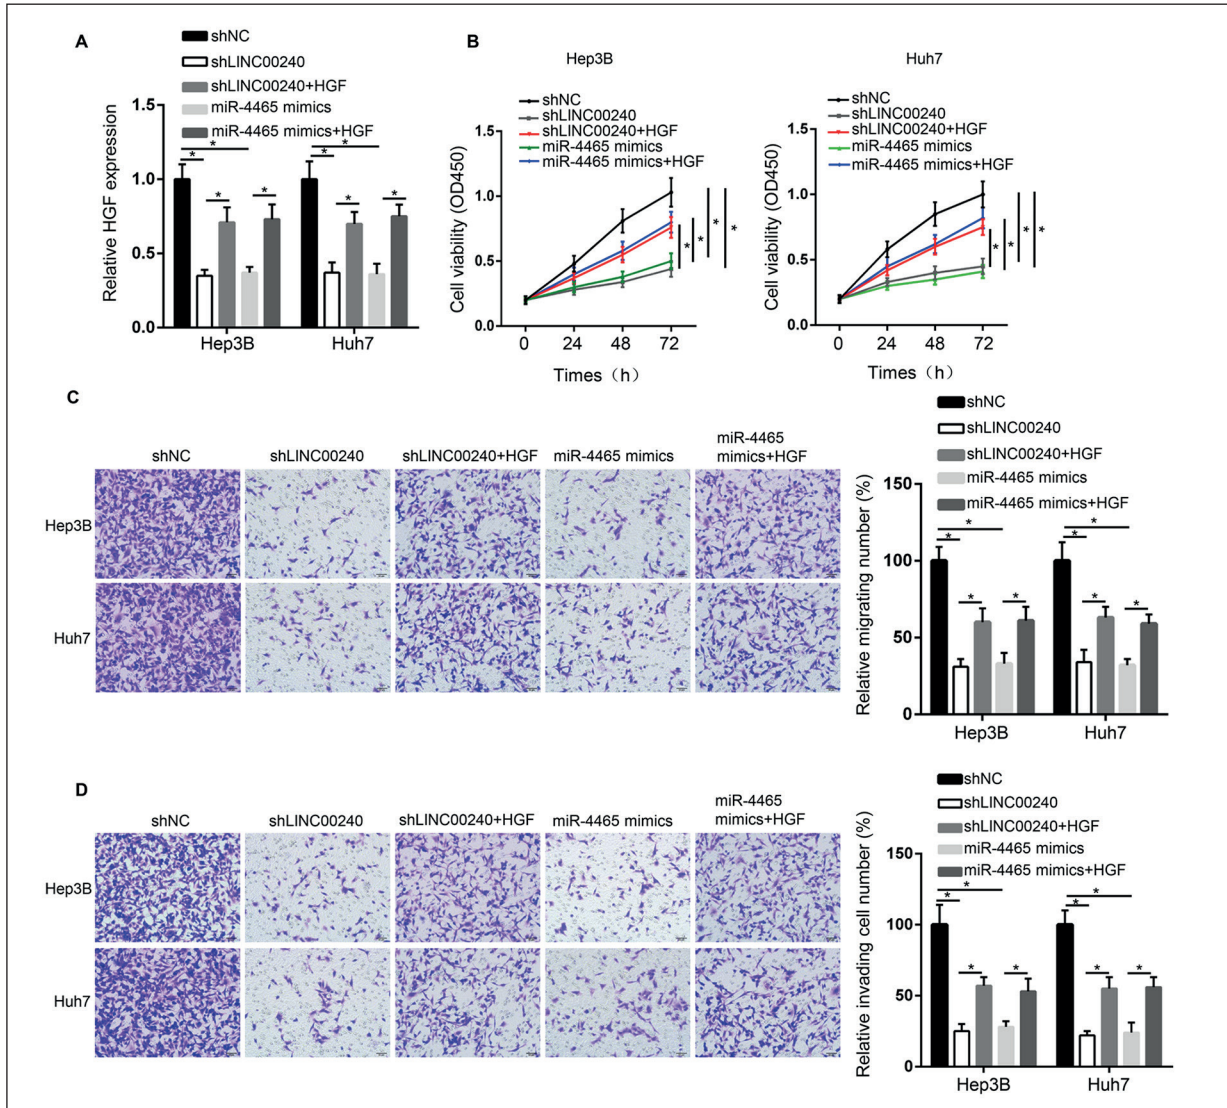 A
shNC
shLINC00240
shLINC00240+HGF
miR-4465 mimics
miR-4465 mimics+HGF
Relative HGF expression
1.5
1.0
0.5
0.0
* * * *
* * * *
Hep3B Huh7
B
Hep3B
shNC
shLINC00240
shLINC00240+HGF
miR-4465 mimics
miR-4465 mimics+HGF
Cell viability (OD450)
1.5
1.0
0.5
0.0
* * * *
0 24 48 72
Times（h）
Huh7
shNC
shLINC00240
shLINC00240+HGF
miR-4465 mimics
miR-4465 mimics+HGF
Cell viability (OD450)
1.5
1.0
0.5
0.0
* * * *
0 24 48 72
Times（h）
C
shNC shLINC00240 shLINC00240+HGF miR-4465 mimics miR-4465
mimics+HGF
Hep3B
Huh7
shNC
shLINC00240
shLINC00240+HGF
miR-4465 mimics
miR-4465 mimics+HGF
Relative migrating number (%)
150
100
50
0
* * * *
* * * *
Hep3B Huh7
D
shNC shLINC00240 shLINC00240+HGF miR-4465 mimics miR-4465
mimics+HGF
Hep3B
Huh7
shNC
shLINC00240
shLINC00240+HGF
miR-4465 mimics
miR-4465 mimics+HGF
Relative invading cell number (%)
150
100
50
0
* * * *
* * * *
Hep3B Huh7